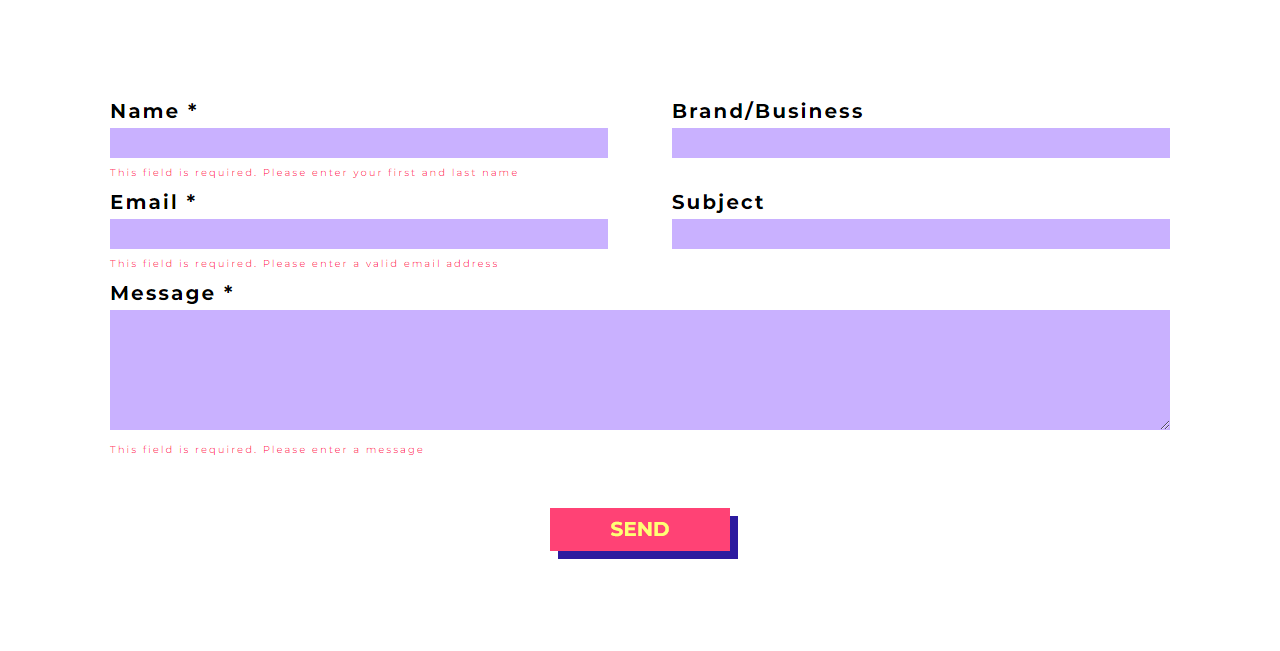 Name *
Brand/Business
This field is required. Please enter your first and last name
Email *
Subject
This field is required. Please enter a valid email address
Message *
This field is required. Please enter a message
SEND